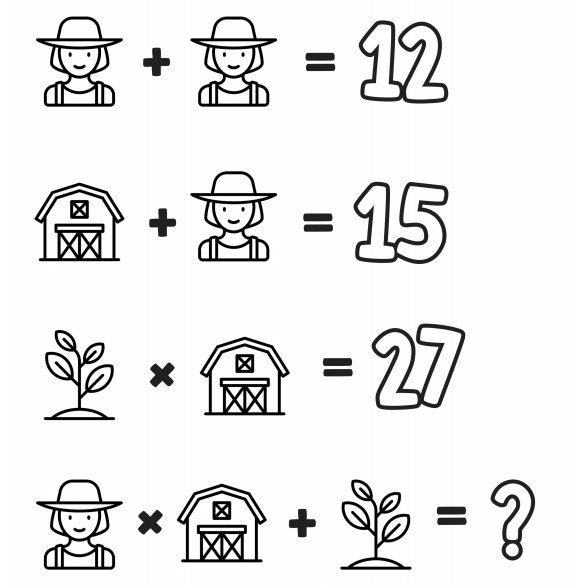 + = 12
+ = 15
× = 27
× + = ?